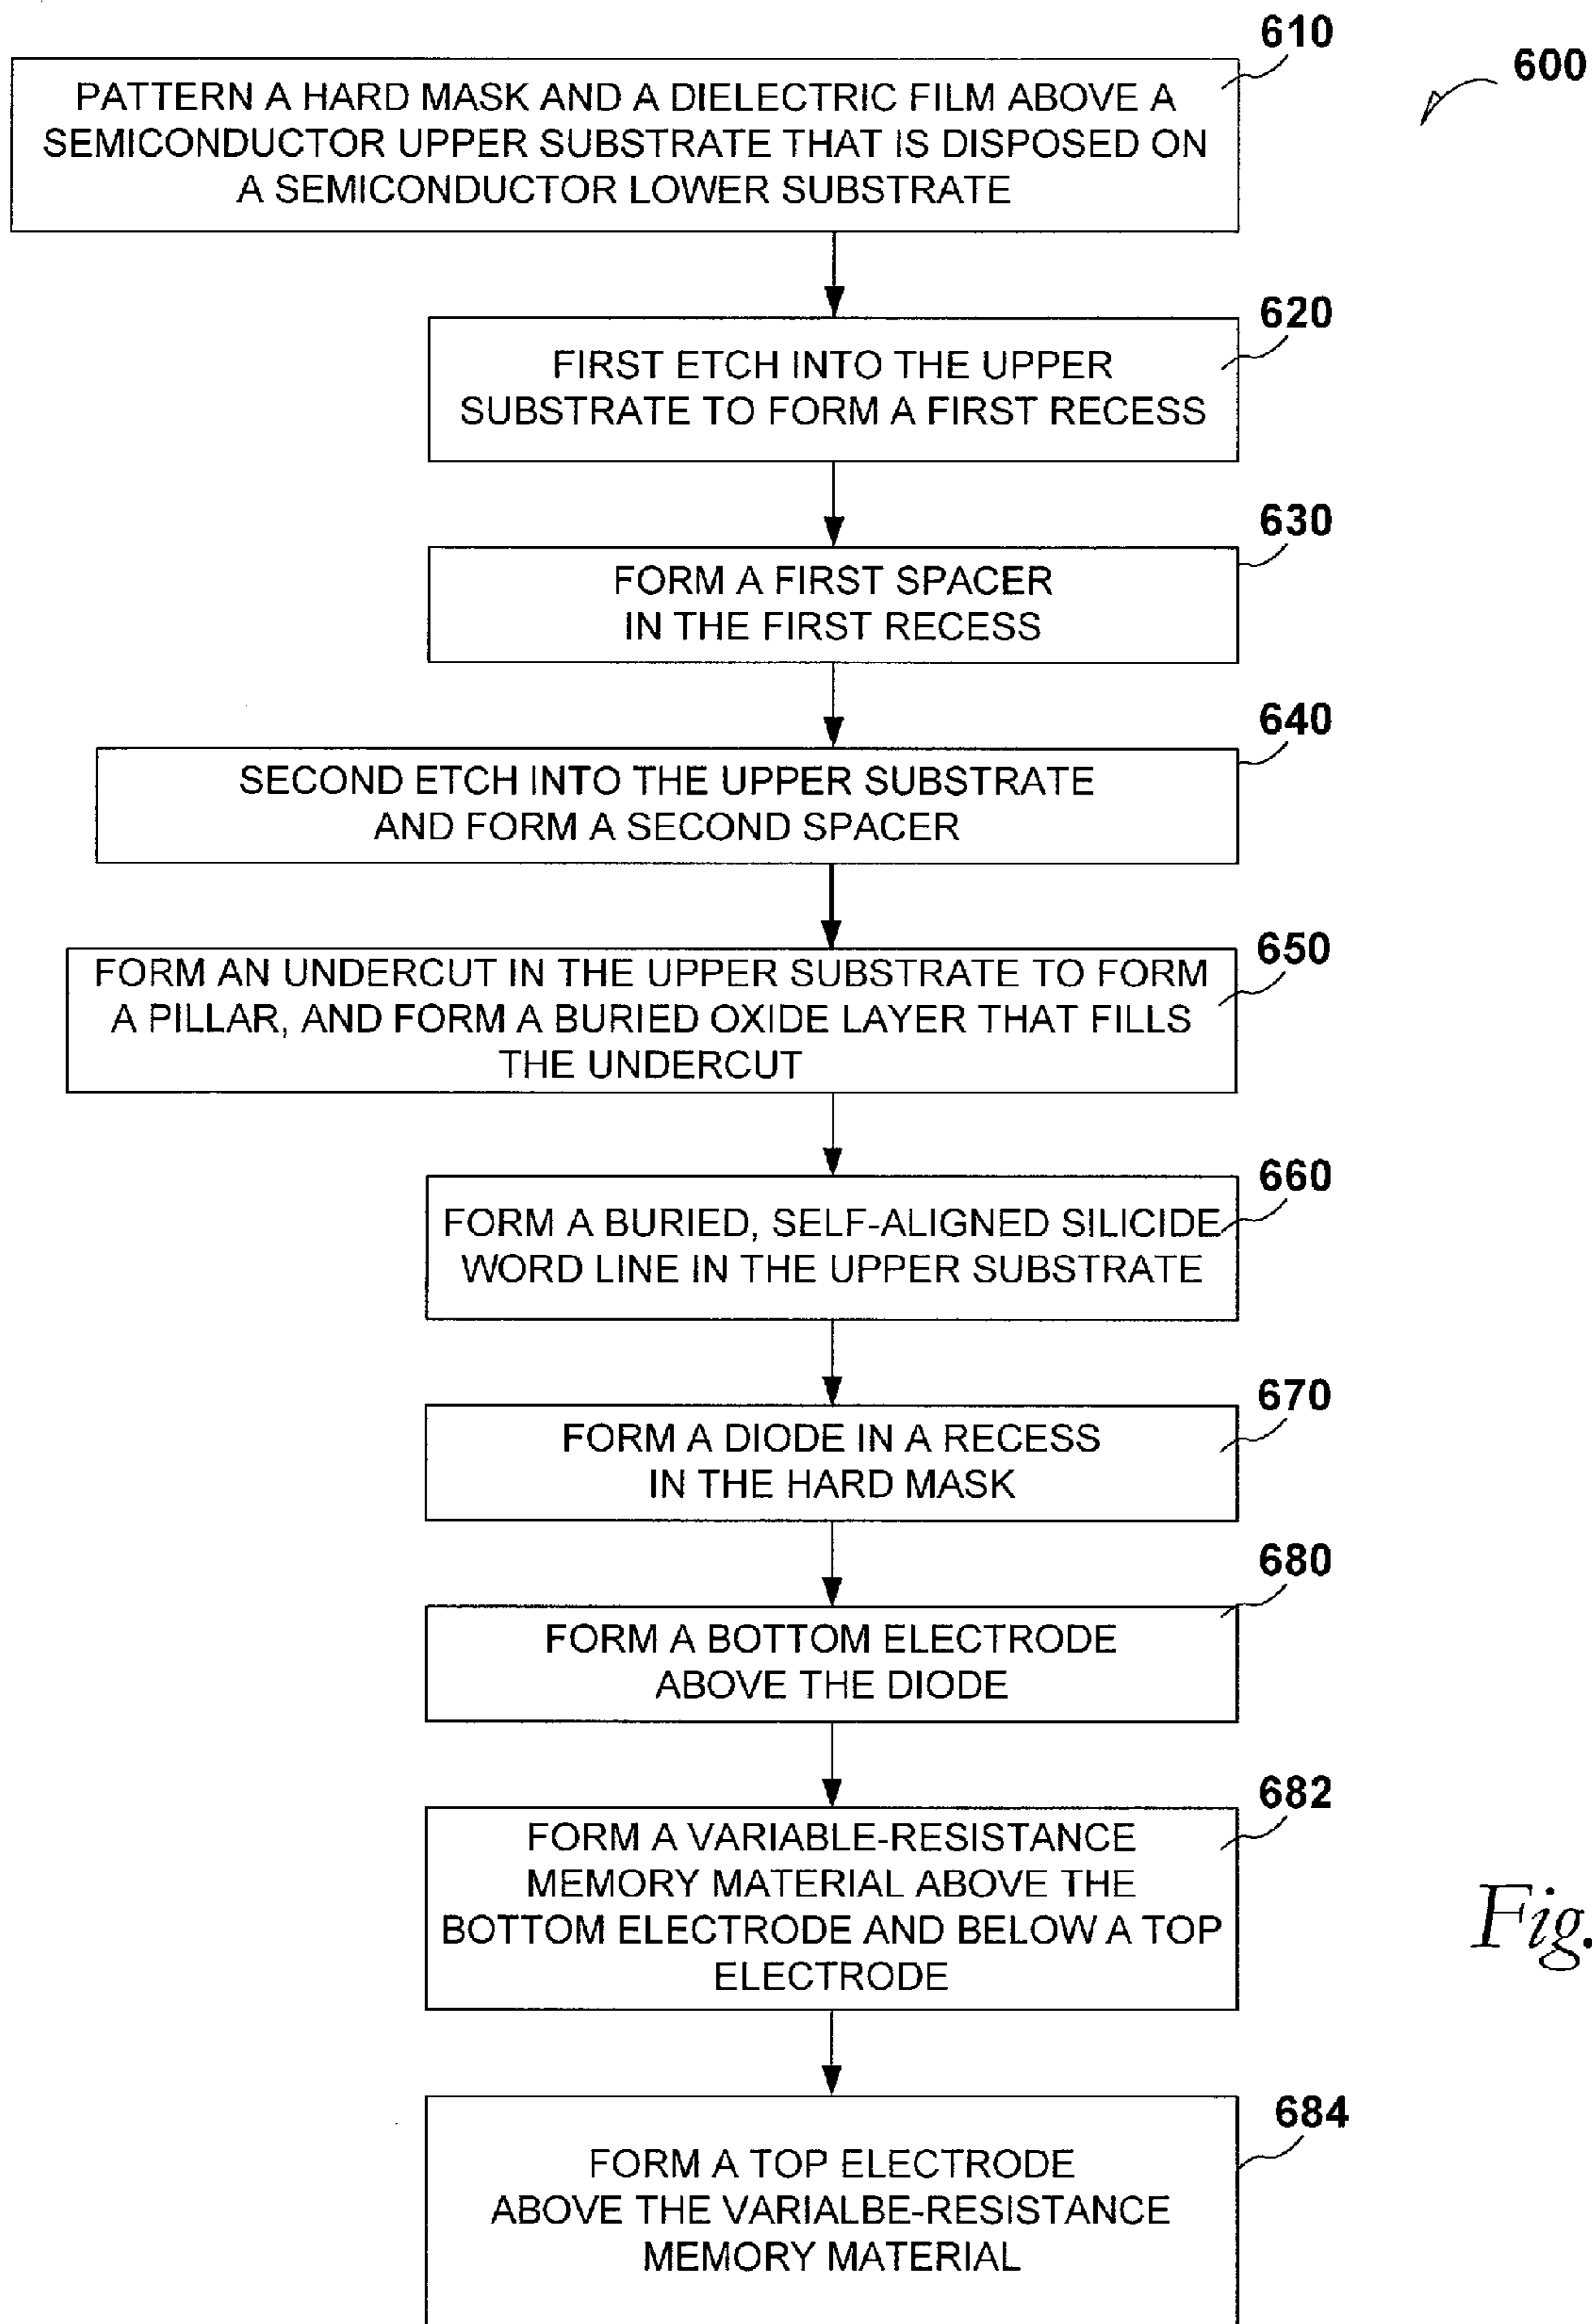 610
600
PATTERN A HARD MASK AND A DIELECTRIC FILM ABOVE A
SEMICONDUCTOR UPPER SUBSTRATE THAT IS DISPOSED ON
A SEMICONDUCTOR LOWER SUBSTRATE
620
FIRST ETCH INTO THE UPPER
SUBSTRATE TO FORM A FIRST RECESS
630
FORM A FIRST SPACER
IN THE FIRST RECESS
640
SECOND ETCH INTO THE UPPER SUBSTRATE
AND FORM A SECOND SPACER
650
FORM AN UNDERCUT IN THE UPPER SUBSTRATE TO FORM
A PILLAR, AND FORM A BURIED OXIDE LAYER THAT FILLS
THE UNDERCUT
660
FORM A BURIED, SELF-ALIGNED SILICIDE
WORD LINE IN THE UPPER SUBSTRATE
670
FORM A DIODE IN A RECESS
IN THE HARD MASK
680
FORM A BOTTOM ELECTRODE
ABOVE THE DIODE
682
FORM A VARIABLE-RESISTANCE
MEMORY MATERIAL ABOVE THE
BOTTOM ELECTRODE AND BELOW A TOP
ELECTRODE
Fig.
684
FORM A TOP ELECTRODE
ABOVE THE VARIALBE-RESISTANCE
MEMORY MATERIAL